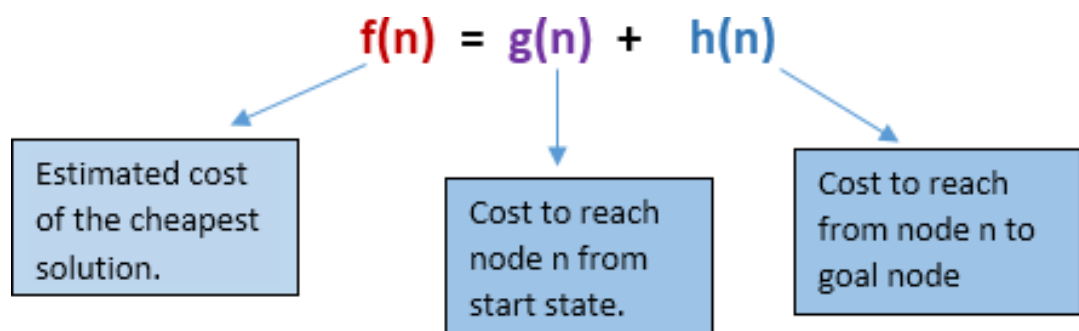 f(n) = g(n) + h(n)
Estimated cost
of the cheapest
solution.
Cost to reach
node n from
start state.
Cost to reach
from node n to
goal node